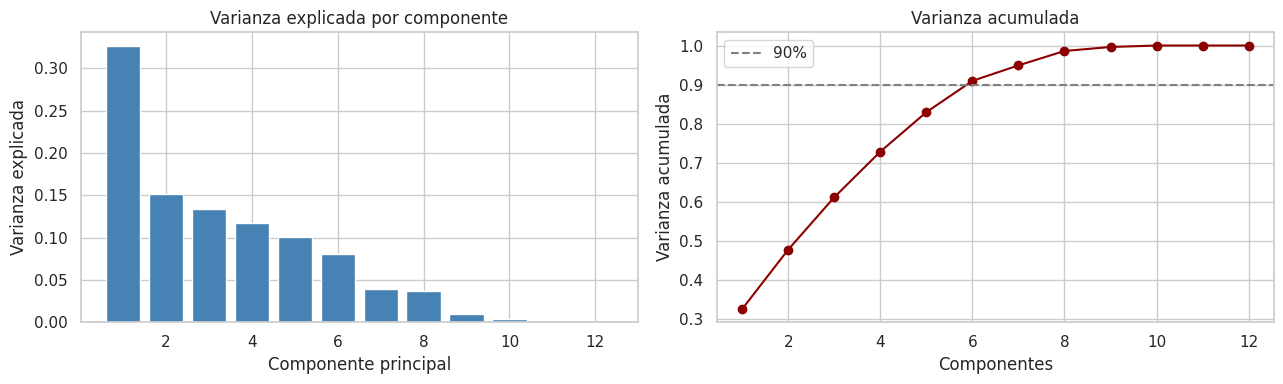 Varianza explicada por componente
Varianza explicada
0.30
0.25
0.20
0.15
0.10
0.05
0.00
2 4 6 8 10 12
Componente principal
Varianza acumulada
90%
Varianza acumulada
1.0
0.9
0.8
0.7
0.6
0.5
0.4
0.3
2 4 6 8 10 12
Componentes